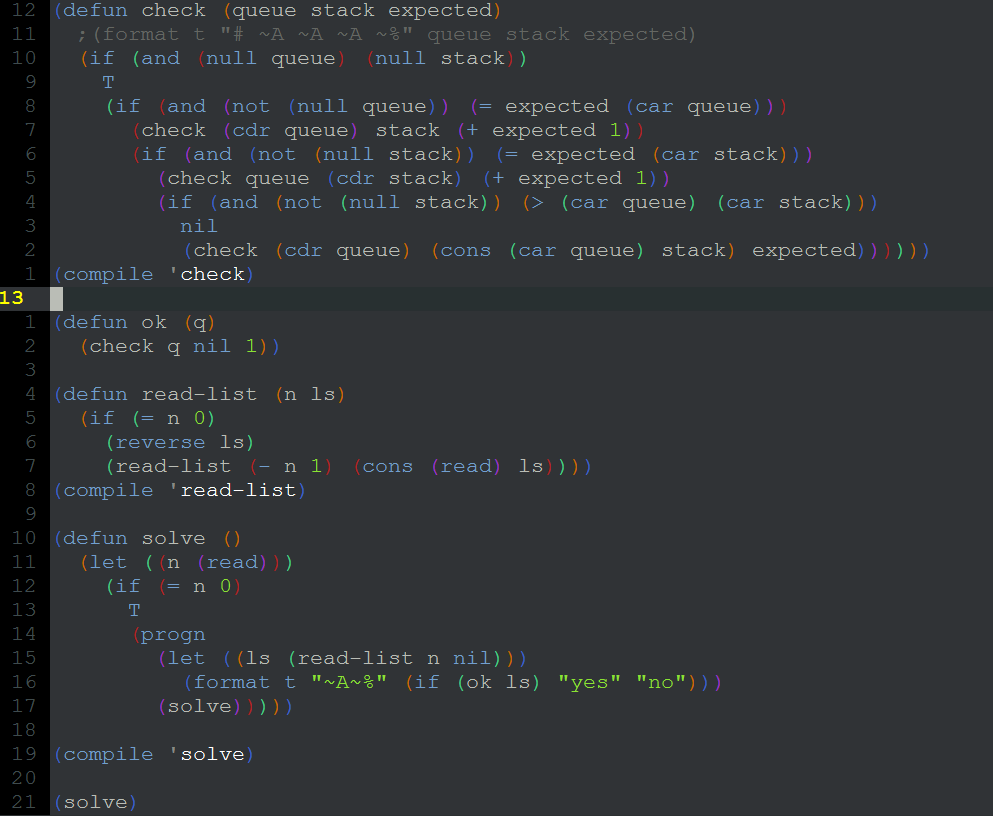 12 (defun check (queue stack expected)
11   ;(format t "# ~A ~A ~A ~%" queue stack expected)
10   (if (and (null queue) (null stack))
9     T
8     (if (and (not (null queue)) (= expected (car queue)))
7       (check (cdr queue) stack (+ expected 1))
6       (if (and (not (null stack)) (= expected (car stack)))
5         (check queue (cdr stack) (+ expected 1))
4         (if (and (not (null stack)) (> (car queue) (car stack)))
3           nil
2           (check (cdr queue) (cons (car queue) stack) expected))))))
1 (compile 'check)
13
1 (defun ok (q)
2   (check q nil 1))
3
4 (defun read-list (n ls)
5   (if (= n 0)
6     (reverse ls)
7     (read-list (- n 1) (cons (read) ls))))
8 (compile 'read-list)
9
10 (defun solve ()
11   (let ((n (read)))
12     (if (= n 0)
13       T
14       (progn
15         (let ((ls (read-list n nil)))
16           (format t "~A~%" (if (ok ls) "yes" "no")))
17         (solve)))))
18
19 (compile 'solve)
20
21 (solve)